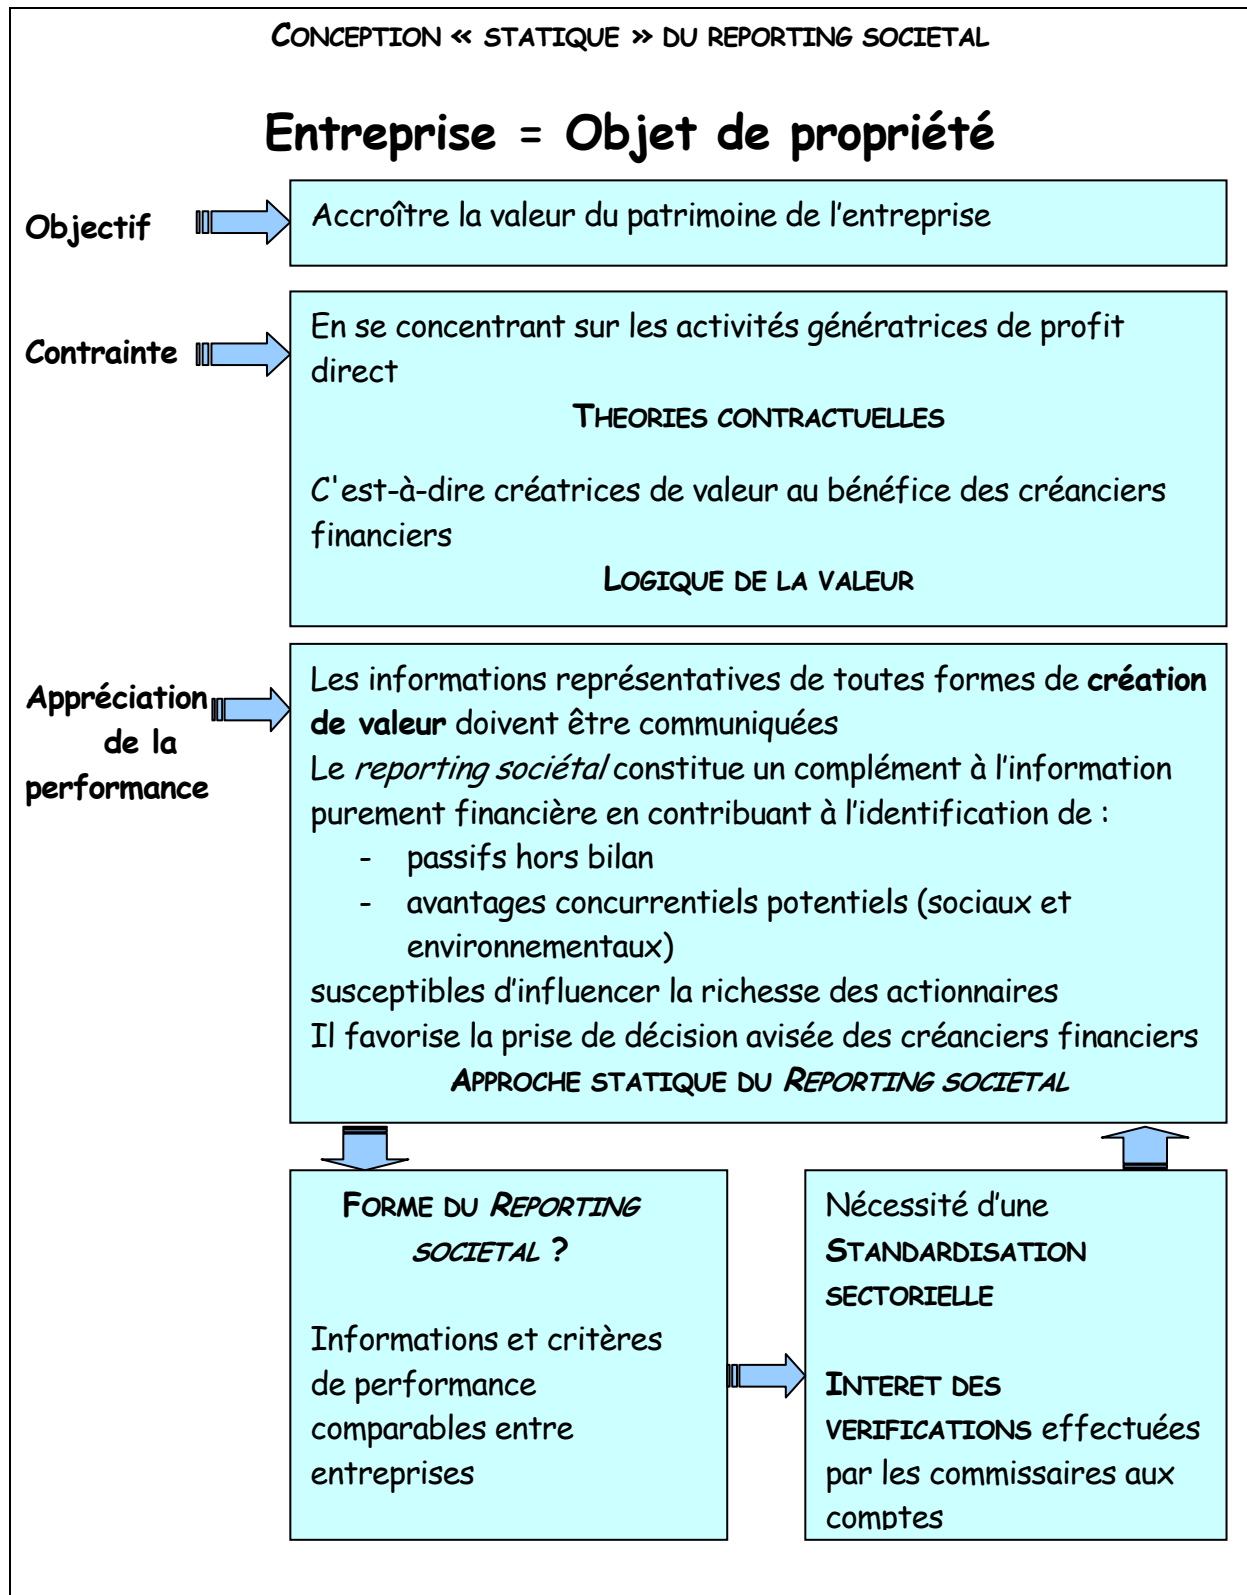 CONCEPTION « STATIQUE » DU REPORTING SOCIETAL
Entreprise = Objet de propriété
Objectif
Accroître la valeur du patrimoine de l'entreprise
Contrainte
En se concentrant sur les activités génératrices de profit
direct
THEORIES CONTRACTUELLES
C'est-à-dire créatrices de valeur au bénéfice des créanciers
financiers
LOGIQUE DE LA VALEUR
Appréciation
de la
performance
Les informations représentatives de toutes formes de création
de valeur doivent être communiquées
Le reporting sociétal constitue un complément à l'information
purement financière en contribuant à l'identification de :
- passifs hors bilan
- avantages concurrentiels potentiels (sociaux et
environnementaux)
susceptibles d'influencer la richesse des actionnaires
Il favorise la prise de décision avisée des créanciers financiers
APPROCHE STATIQUE DU REPORTING SOCIETAL
FORME DU REPORTING
SOCIETAL ?
Informations et critères
de performance
comparables entre
entreprises
Nécessité d'une
STANDARDISATION
SECTORIELLE
INTERET DES
VERIFICATIONS effectuées
par les commissaires aux
comptes